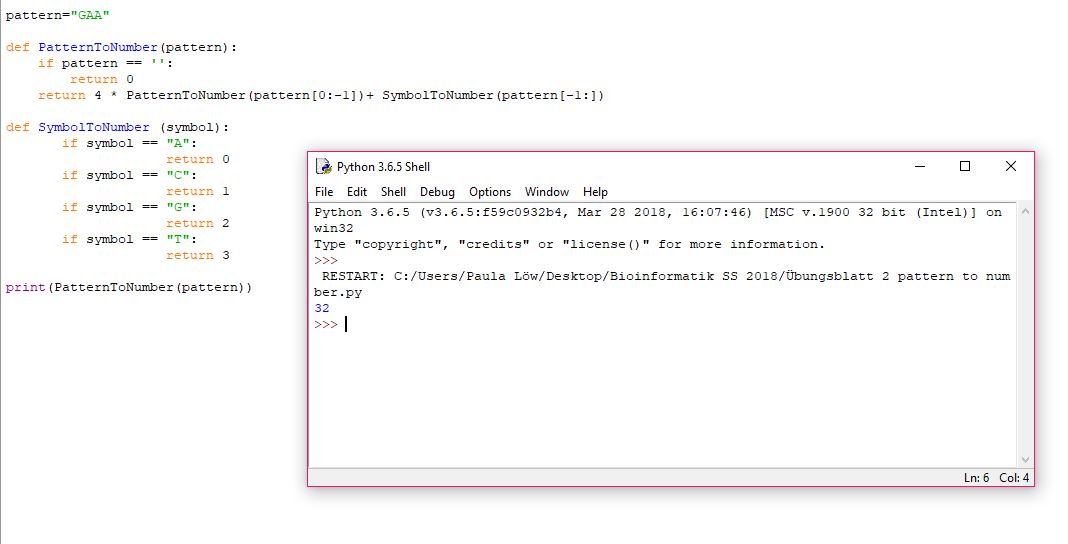 pattern="GAA"
def PatternToNumber(pattern):
    if pattern == '':
        return 0
    return 4 * PatternToNumber(pattern[0:-1])+ SymbolToNumber(pattern[-1:])
def SymbolToNumber (symbol):
       if symbol == "A":
                    return 0
       if symbol == "C":
                    return 1
       if symbol == "G":
                    return 2
       if symbol == "T":
                    return 3
print(PatternToNumber(pattern))
Python 3.6.5 Shell
File Edit Shell Debug Options Window Help
Python 3.6.5 (v3.6.5:f59c0932b4, Mar 28 2018, 16:07:46) [MSC v.1900 32 bit (Intel)] on
win32
Type "copyright", "credits" or "license()" for more information.
>>>
 RESTART: C:/Users/Paula Löw/Desktop/Bioinformatik SS 2018/Übungsblatt 2 pattern to num
ber.py
32
>>>
Ln: 6 Col: 4